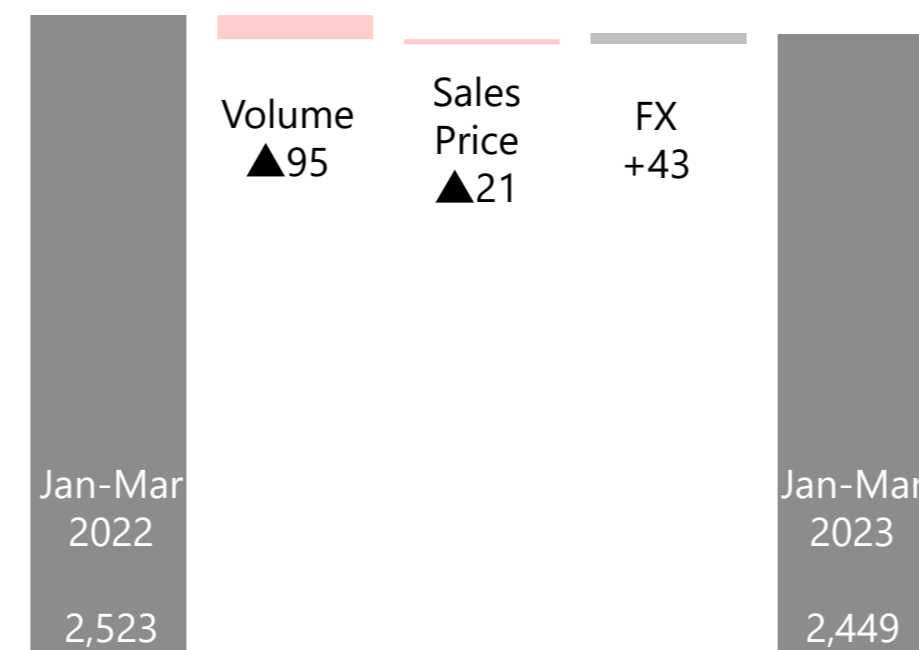 Volume
▲95
Sales
Price
▲21
FX
+43
Jan-Mar
2022
2,523
Jan-Mar
2023
2,449